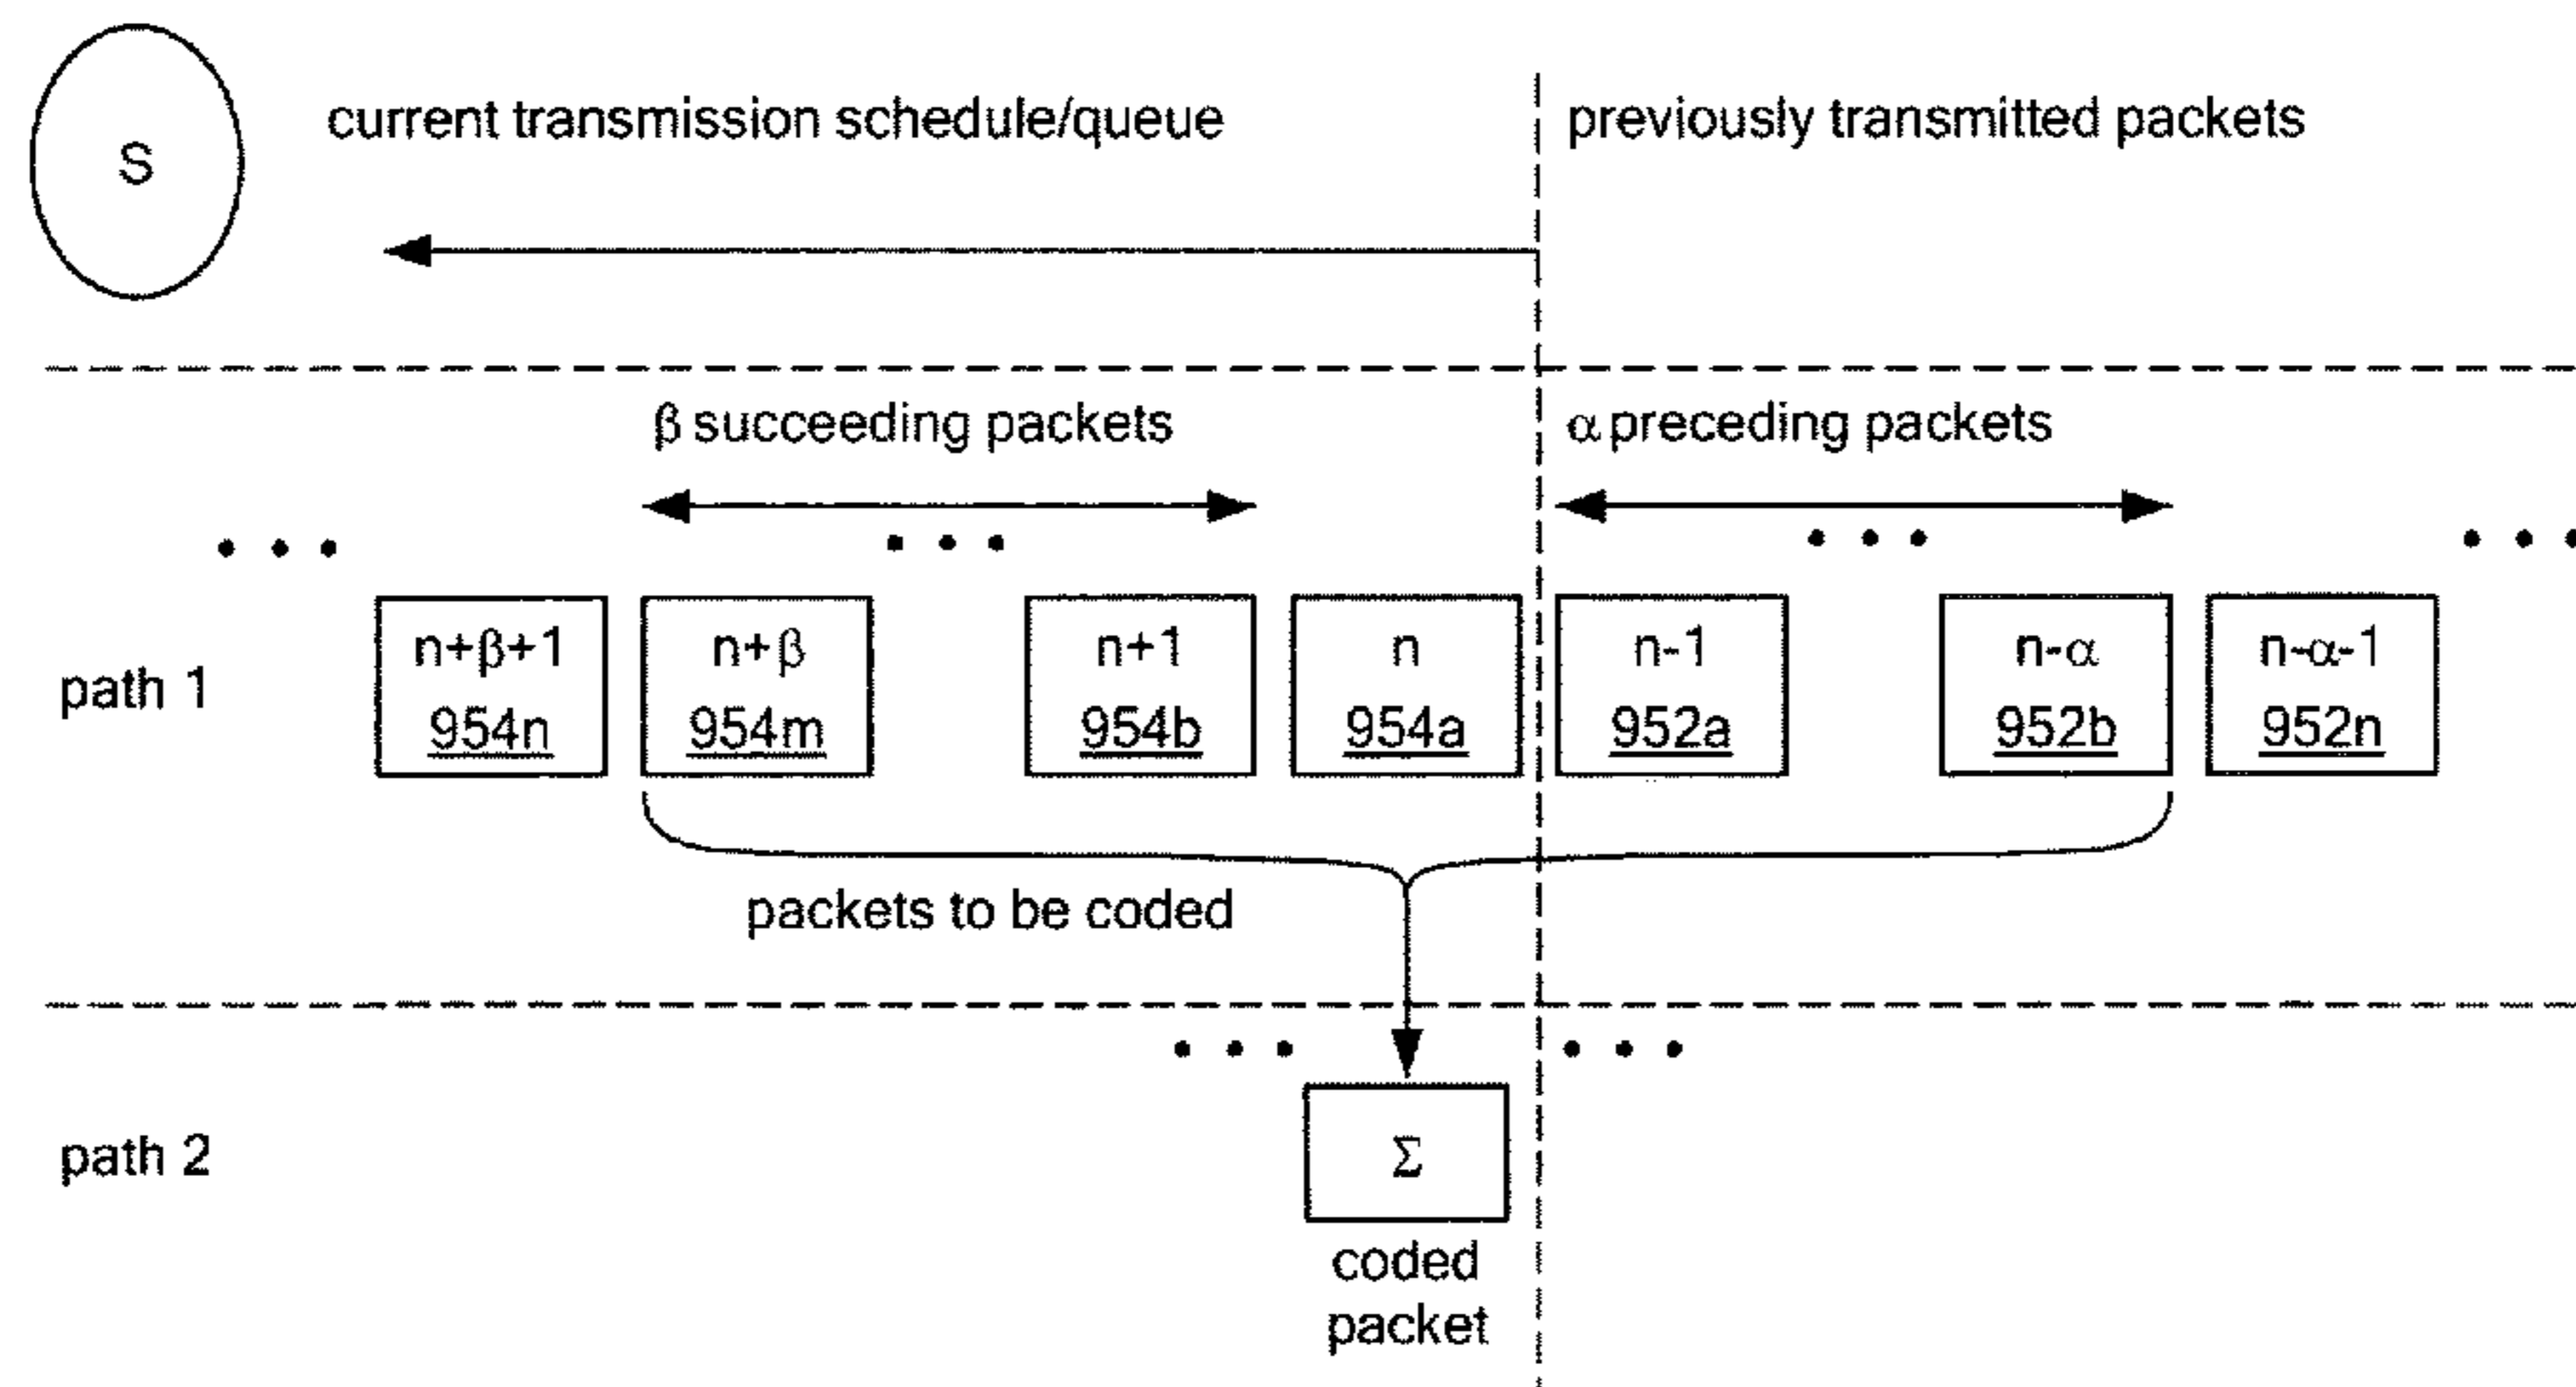 S
current transmission schedule/queue
previously transmitted packets
β succeeding packets
α preceding packets
path 1
n+β+1
954n
n+β
954m
n+1
954b
n
954a
n-1
952a
n-α
952b
n-α-1
952n
packets to be coded
path 2
Σ
coded
packet